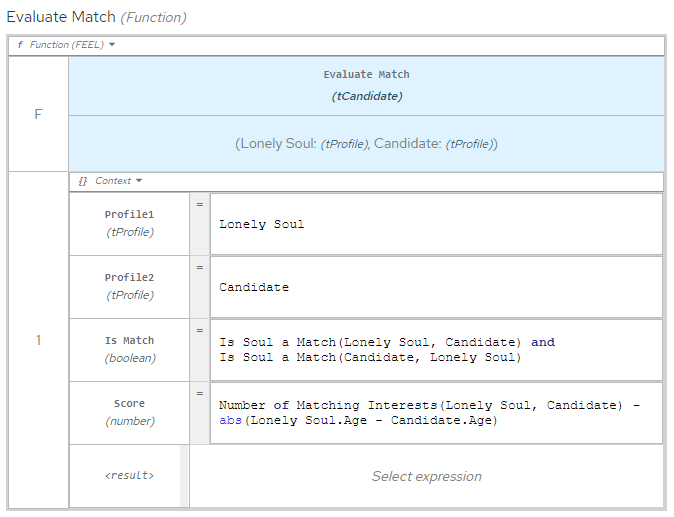 Evaluate Match (Function)
f Function (FEEL)
F
Evaluate Match
(tCandidate)
(Lonely Soul: (tProfile), Candidate: (tProfile))
1
{} Context
Profile1
(tProfile)
=
Lonely Soul
Profile2
(tProfile)
=
Candidate
Is Match
(boolean)
=
Is Soul a Match(Lonely Soul, Candidate) and
Is Soul a Match(Candidate, Lonely Soul)
Score
(number)
=
Number of Matching Interests(Lonely Soul, Candidate) -
abs(Lonely Soul.Age - Candidate.Age)
<result>
Select expression